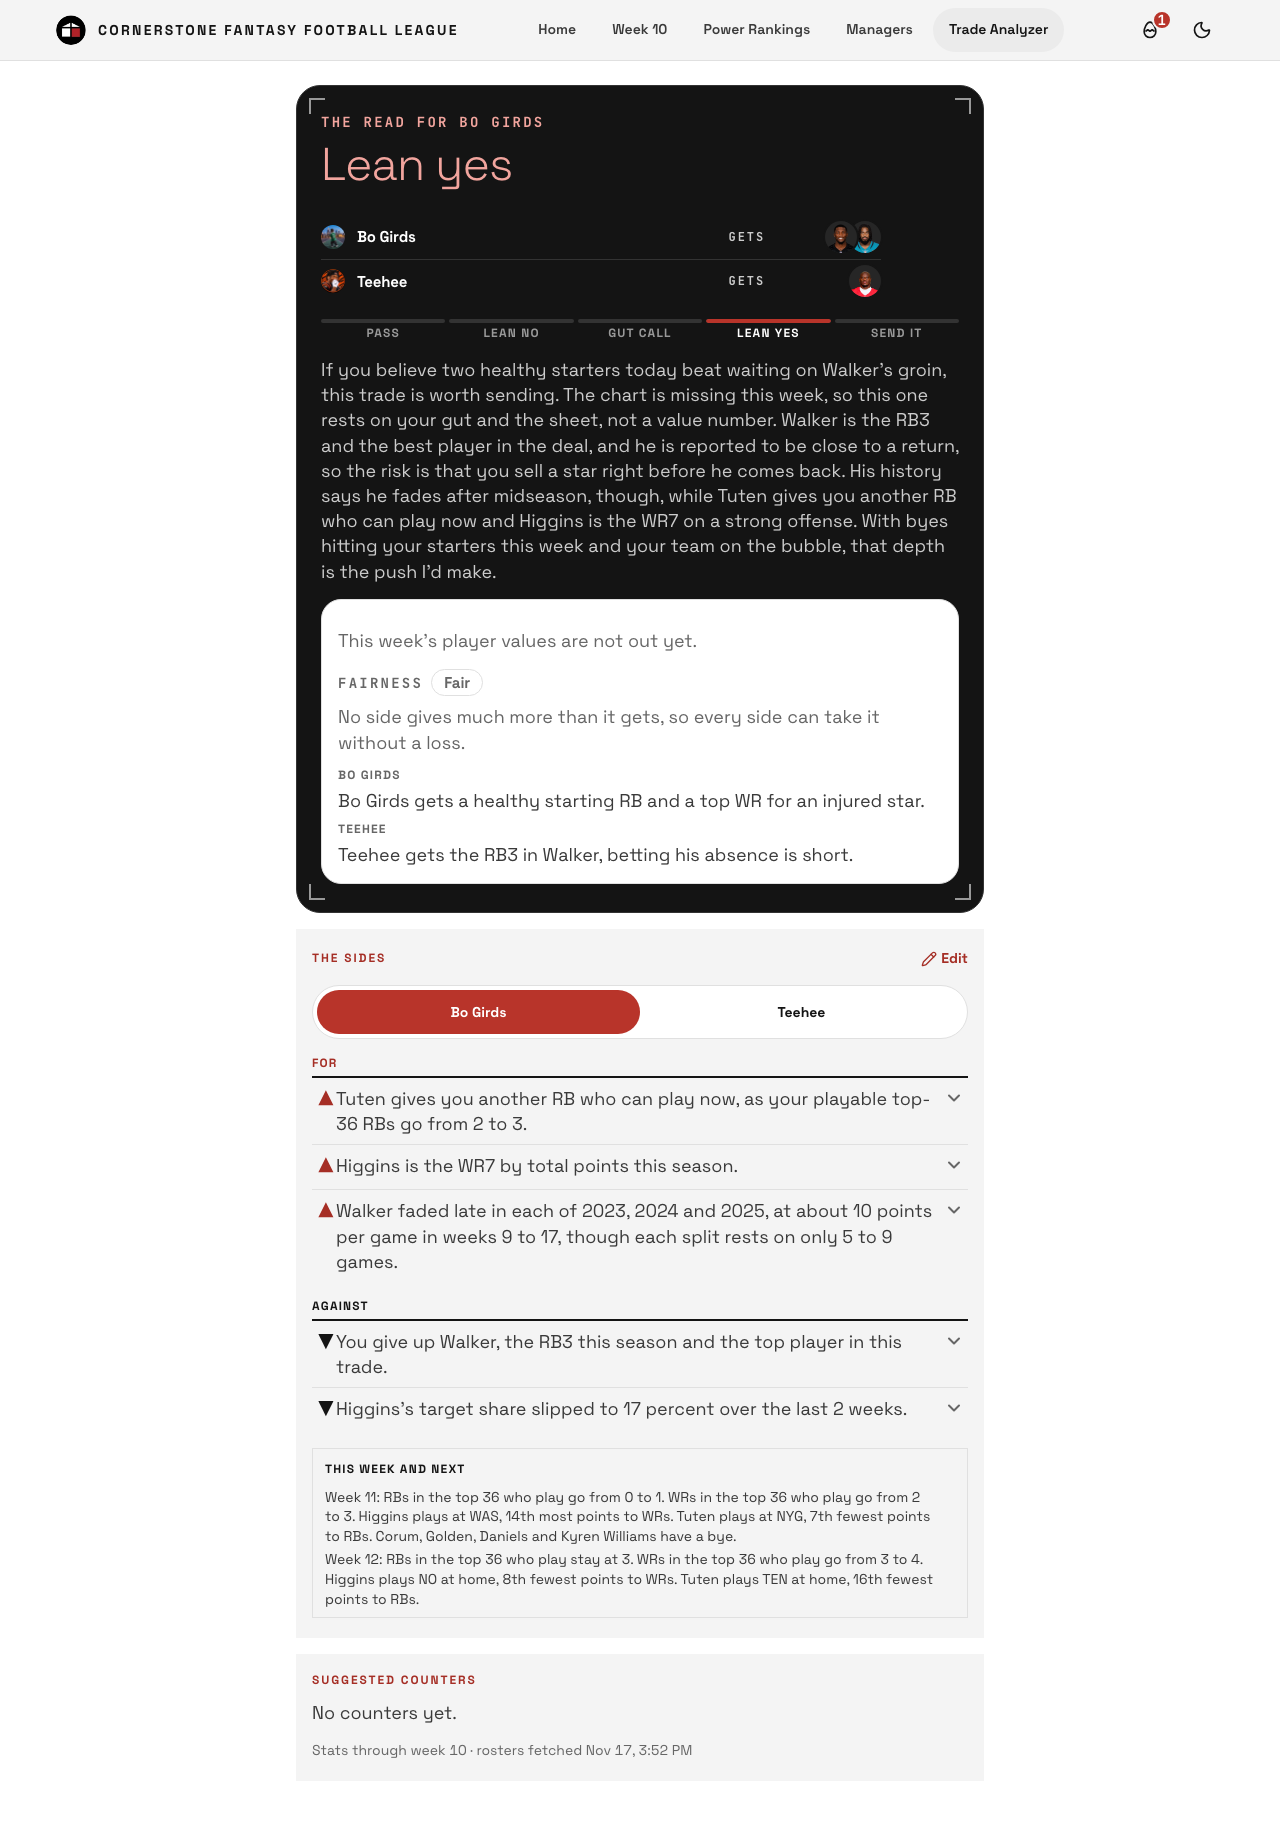 CORNERSTONE FANTASY FOOTBALL LEAGUE
Home
Week 10
Power Rankings
Managers
Trade Analyzer
1
THE READ FOR BO GIRDS
Lean yes
Bo Girds
GETS
Teehee
GETS
PASS
LEAN NO
GUT CALL
LEAN YES
SEND IT
If you believe two healthy starters today beat waiting on Walker's groin,
this trade is worth sending. The chart is missing this week, so this one
rests on your gut and the sheet, not a value number. Walker is the RB3
and the best player in the deal, and he is reported to be close to a return,
so the risk is that you sell a star right before he comes back. His history
says he fades after midseason, though, while Tuten gives you another RB
who can play now and Higgins is the WR7 on a strong offense. With byes
hitting your starters this week and your team on the bubble, that depth
is the push I'd make.
This week's player values are not out yet.
FAIRNESS
Fair
No side gives much more than it gets, so every side can take it
without a loss.
BO GIRDS
Bo Girds gets a healthy starting RB and a top WR for an injured star.
TEEHEE
Teehee gets the RB3 in Walker, betting his absence is short.
THE SIDES
Edit
Bo Girds
Teehee
FOR
Tuten gives you another RB who can play now, as your playable top-
36 RBs go from 2 to 3.
Higgins is the WR7 by total points this season.
Walker faded late in each of 2023, 2024 and 2025, at about 10 points
per game in weeks 9 to 17, though each split rests on only 5 to 9
games.
AGAINST
You give up Walker, the RB3 this season and the top player in this
trade.
Higgins's target share slipped to 17 percent over the last 2 weeks.
THIS WEEK AND NEXT
Week 11: RBs in the top 36 who play go from 0 to 1. WRs in the top 36 who play go from 2
to 3. Higgins plays at WAS, 14th most points to WRs. Tuten plays at NYG, 7th fewest points
to RBs. Corum, Golden, Daniels and Kyren Williams have a bye.
Week 12: RBs in the top 36 who play stay at 3. WRs in the top 36 who play go from 3 to 4.
Higgins plays NO at home, 8th fewest points to WRs. Tuten plays TEN at home, 16th fewest
points to RBs.
SUGGESTED COUNTERS
No counters yet.
Stats through week 10 · rosters fetched Nov 17, 3:52 PM